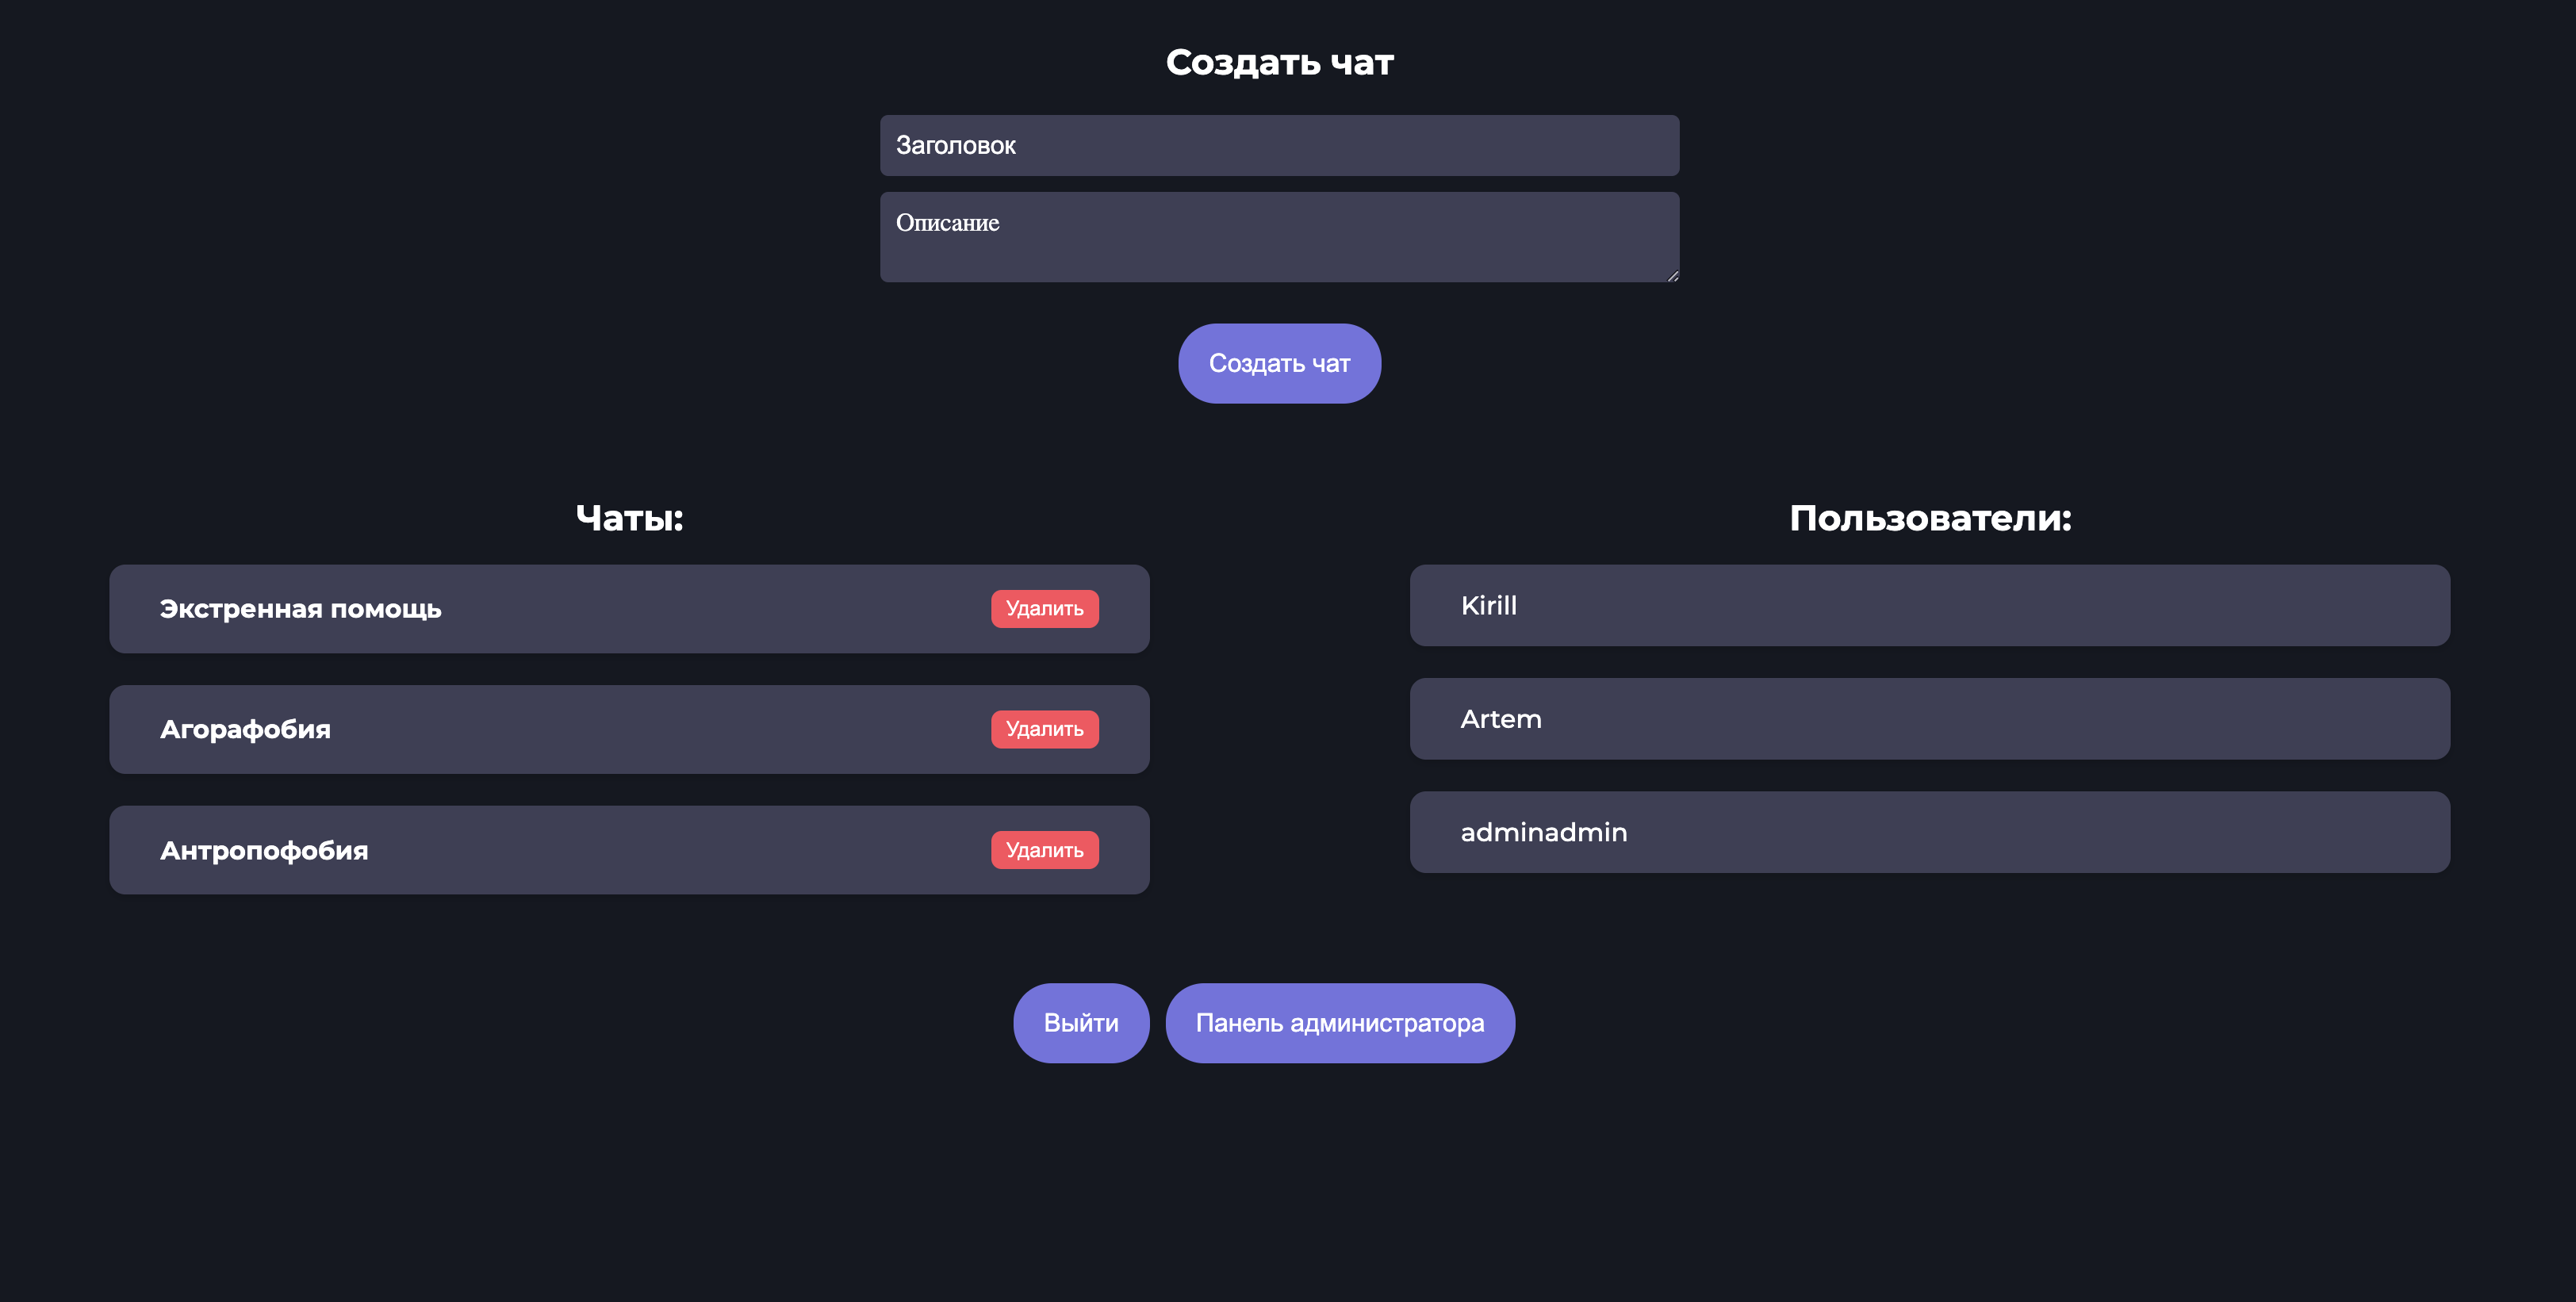 Создать чат
Заголовок
Описание
Создать чат
Чаты:
Экстренная помощь
Удалить
Агорафобия
Удалить
Антропофобия
Удалить
Пользователи:
Kirill
Artem
adminadmin
Выйти
Панель администратора